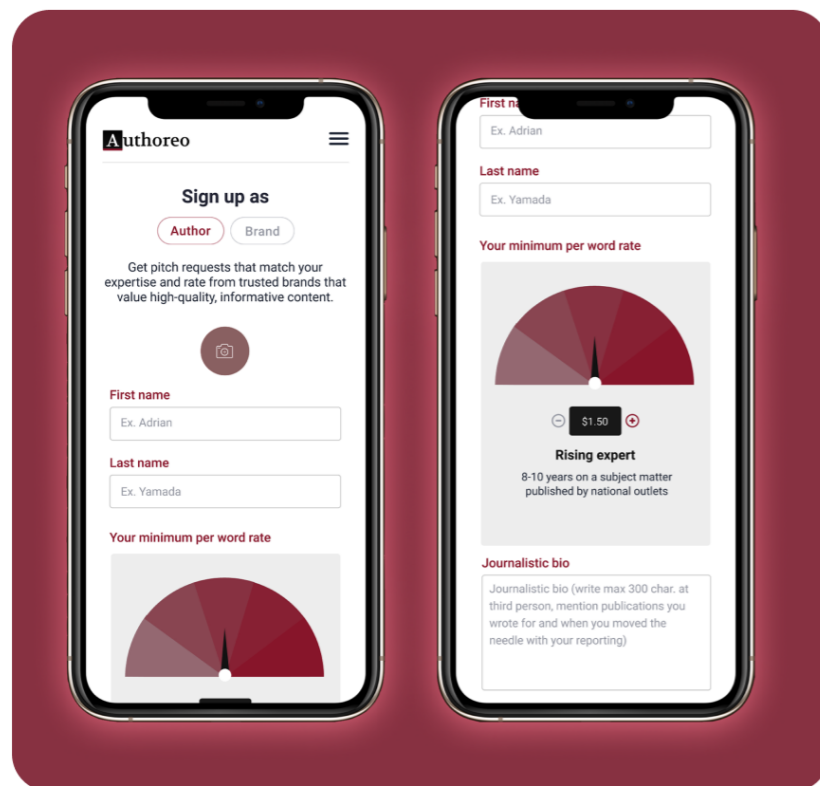 Authoreo
Sign up as
Author
Brand
Get pitch requests that match your
expertise and rate from trusted brands that
value high-quality, informative content.
First name
Ex. Adrian
Last name
Ex. Yamada
Your minimum per word rate
First na
Ex. Adrian
Last name
Ex. Yamada
Your minimum per word rate
$1.50
Rising expert
8-10 years on a subject matter
published by national outlets
Journalistic bio
Journalistic bio (write max 300 char. at
third person, mention publications you
wrote for and when you moved the
needle with your reporting)